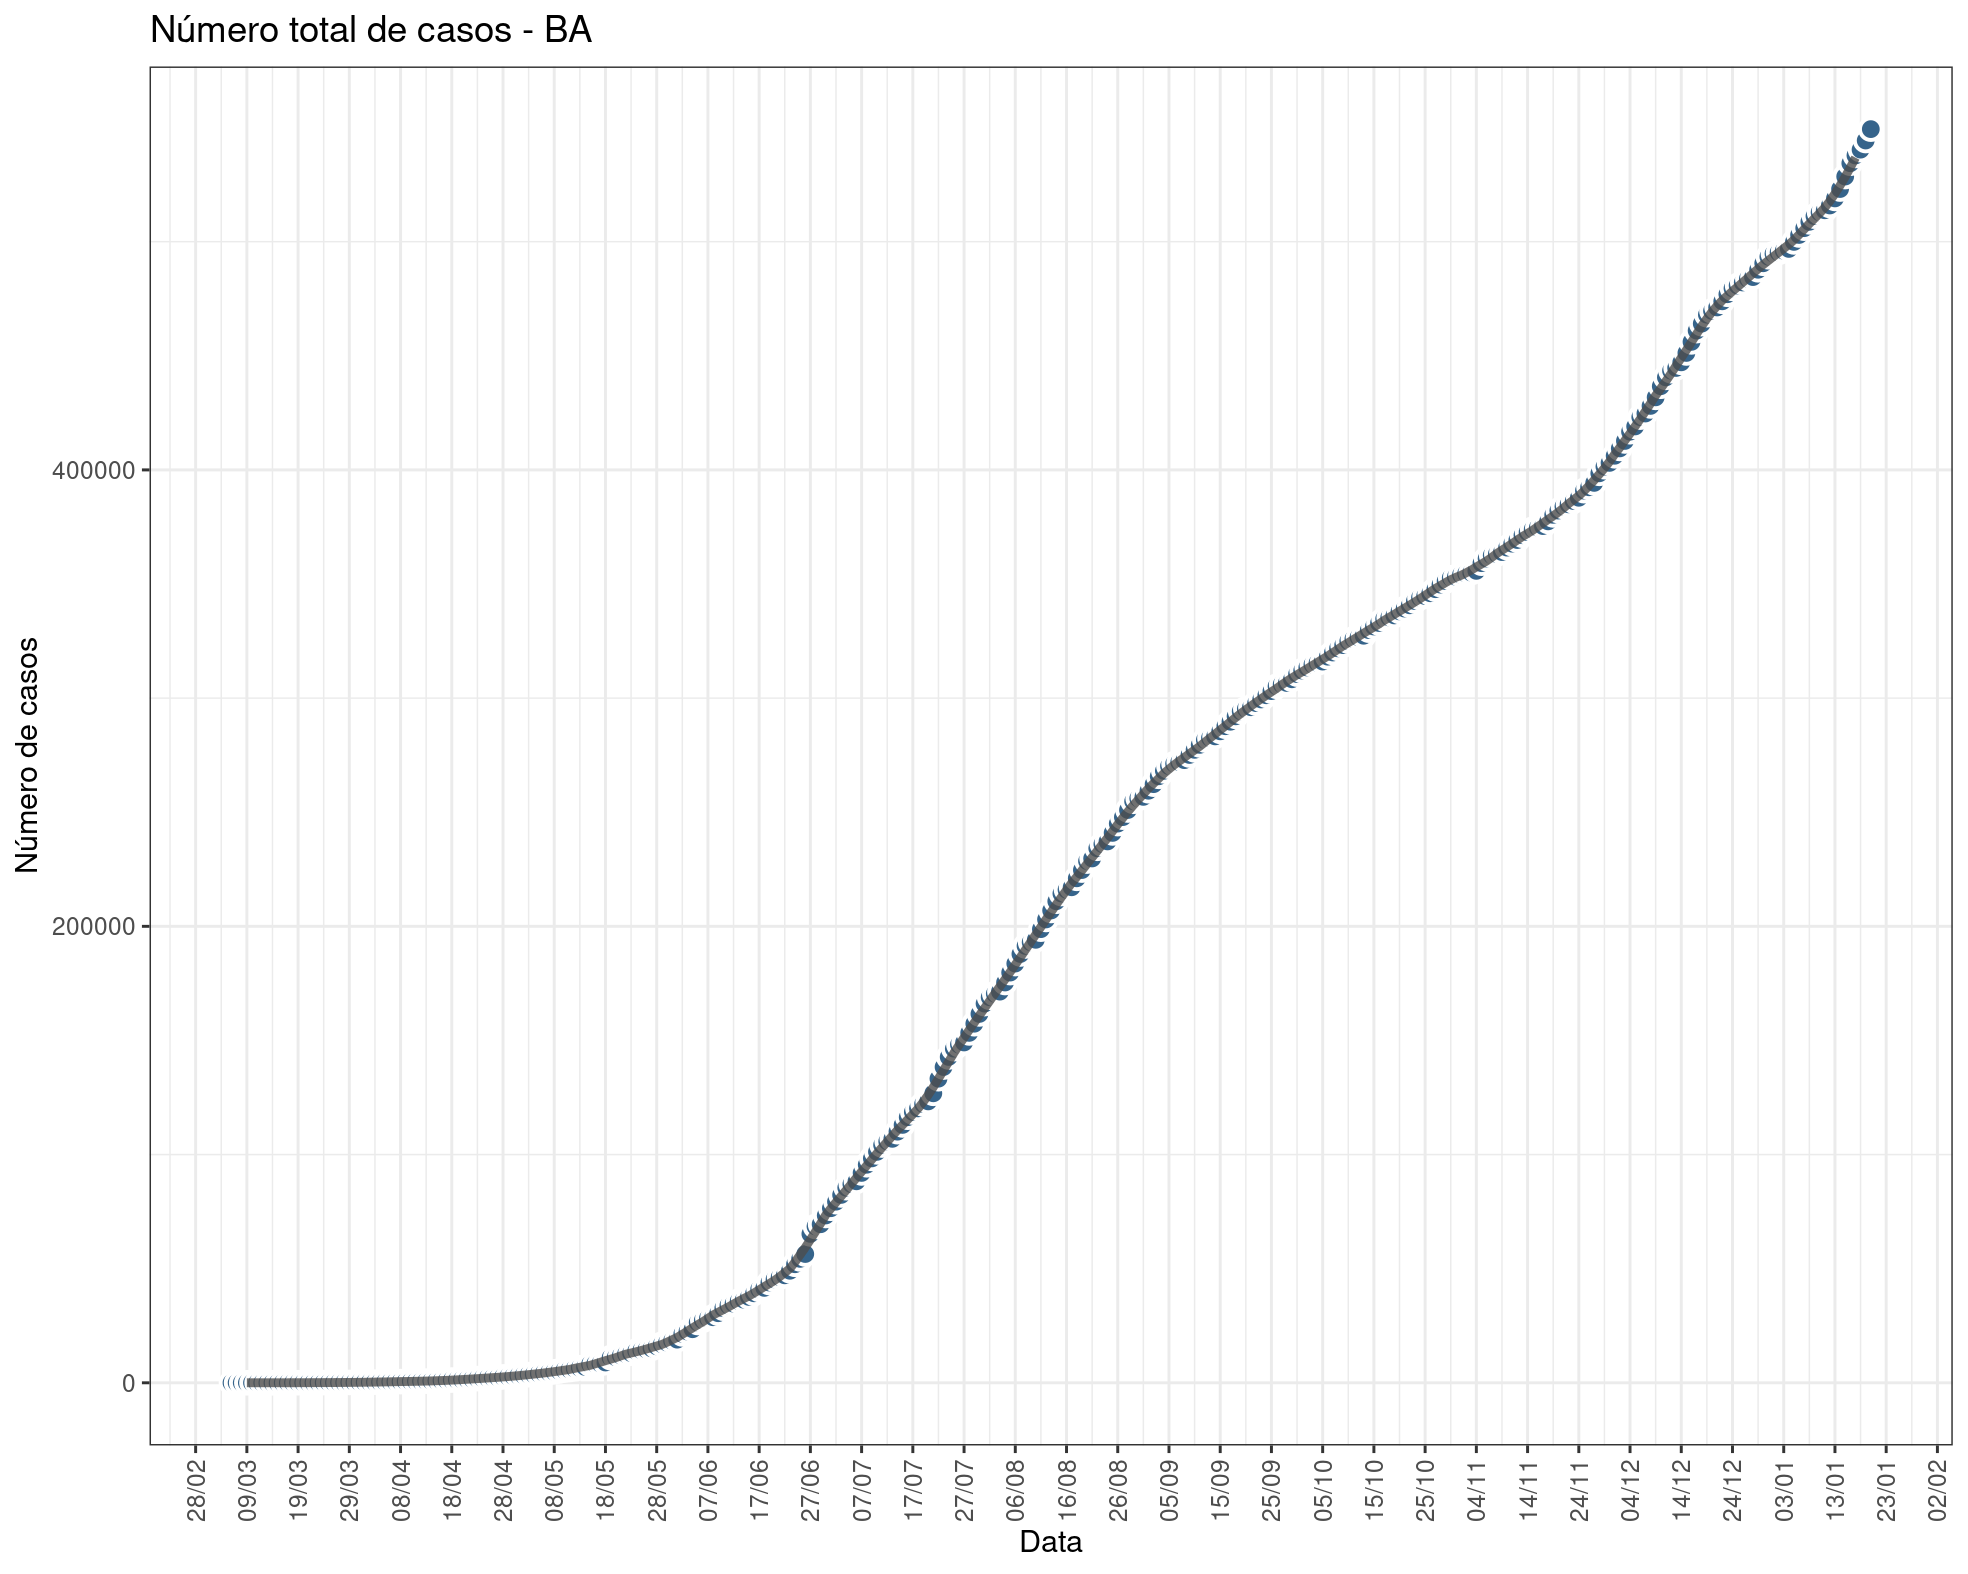 Número total de casos - BA
Número de casos
400000
200000
0
28/02 09/03 19/03 29/03 08/04 18/04 28/04 08/05 18/05 28/05 07/06 17/06 27/06 07/07 17/07 27/07 06/08 16/08 26/08 05/09 15/09 25/09 05/10 15/10 25/10 04/11 14/11 24/11 04/12 14/12 24/12 03/01 13/01 23/01 02/02
Data